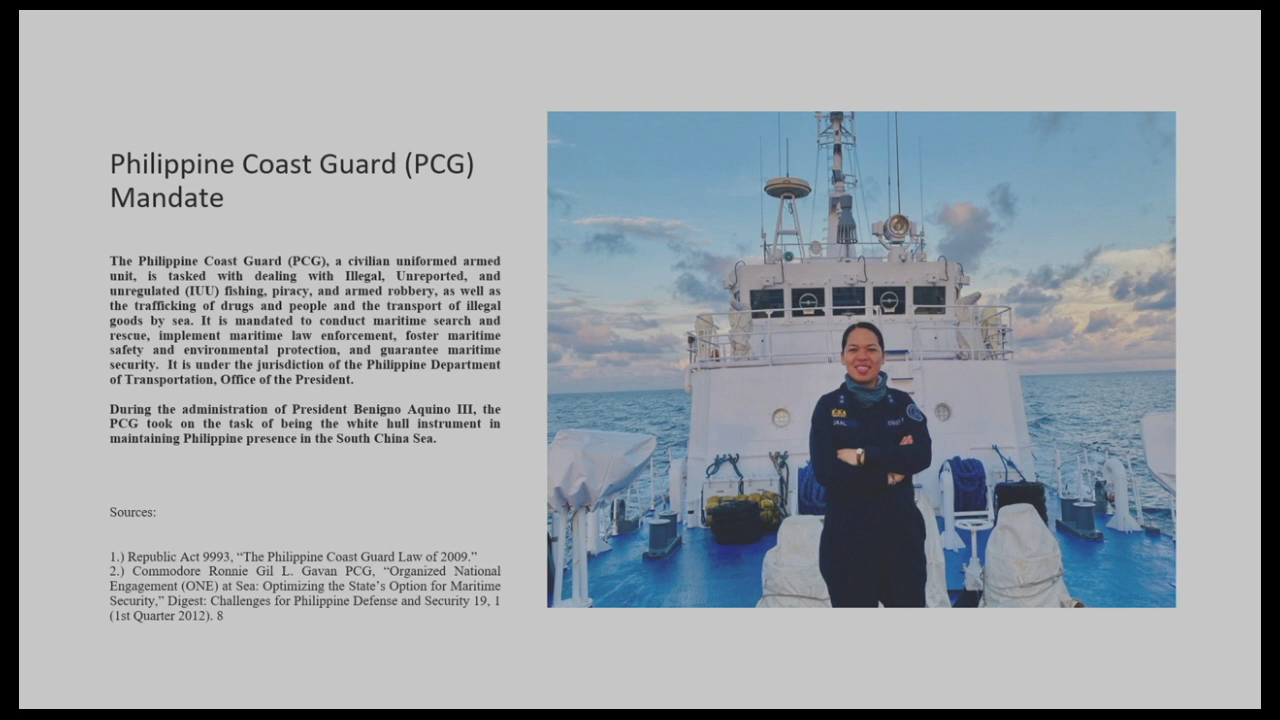 Philippine Coast Guard (PCG)
Mandate
The Philippine Coast Guard (PCG), a civilian uniformed armed
unit, is tasked with dealing with Illegal, Unreported, and
unregulated (IUU) fishing, piracy, and armed robbery, as well as
the trafficking of drugs and people and the transport of illegal
goods by sea. It is mandated to conduct maritime search and
rescue, implement maritime law enforcement, foster maritime
safety and environmental protection, and guarantee maritime
security. It is under the jurisdiction of the Philippine Department
of Transportation, Office of the President.
During the administration of President Benigno Aquino III, the
PCG took on the task of being the white hull instrument in
maintaining Philippine presence in the South China Sea.
Sources:
1.) Republic Act 9993, “The Philippine Coast Guard Law of 2009.”
2.) Commodore Ronnie Gil L. Gavan PCG, “Organized National
Engagement (ONE) at Sea: Optimizing the State’s Option for Maritime
Security,” Digest: Challenges for Philippine Defense and Security 19, 1
(1st Quarter 2012). 8